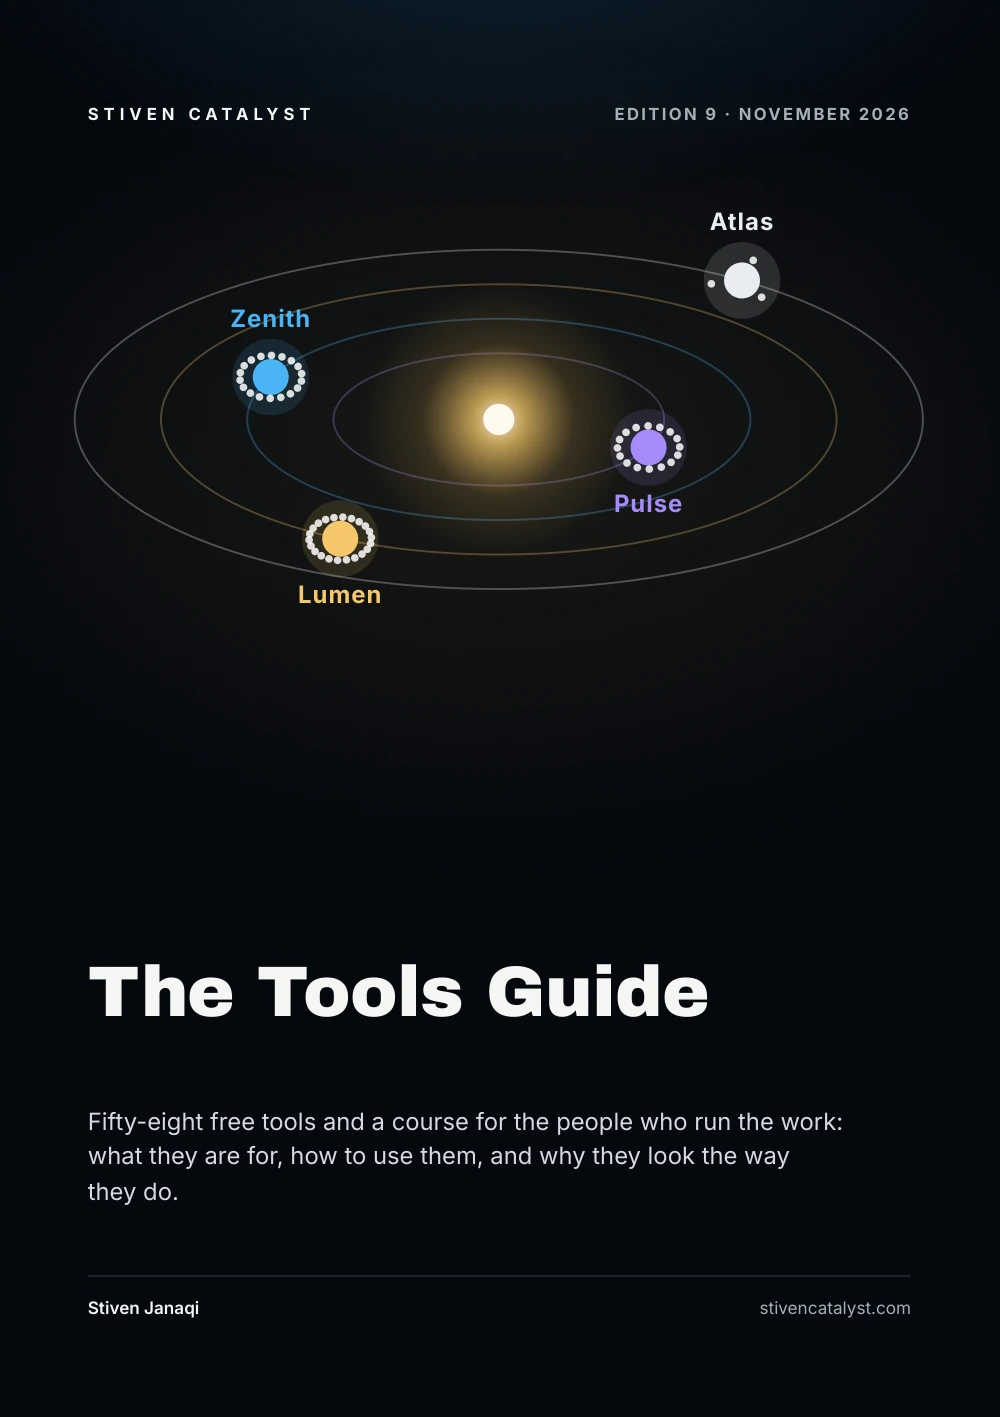 STIVEN CATALYST
EDITION 9 · NOVEMBER 2026
Atlas
Zenith
Pulse
Lumen
The Tools Guide
Fifty-eight free tools and a course for the people who run the work:
what they are for, how to use them, and why they look the way
they do.
Stiven Janaqi
stivencatalyst.com